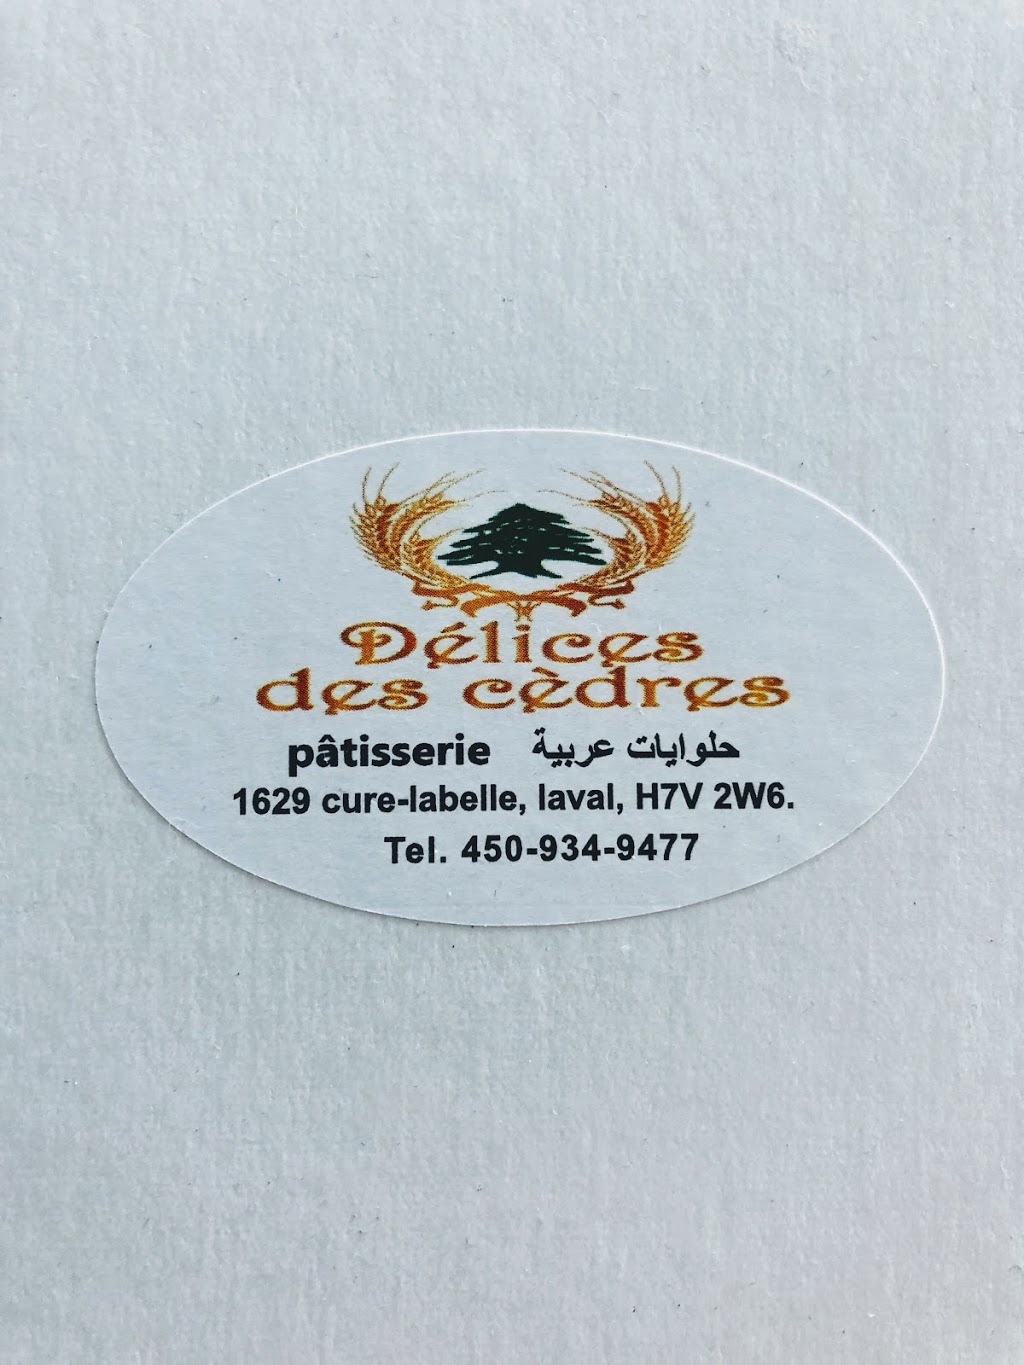 Délices
des cèdres
pâtisserie حلوايات عربية
1629 cure-labelle, laval, H7V 2W6.
Tel. 450-934-9477